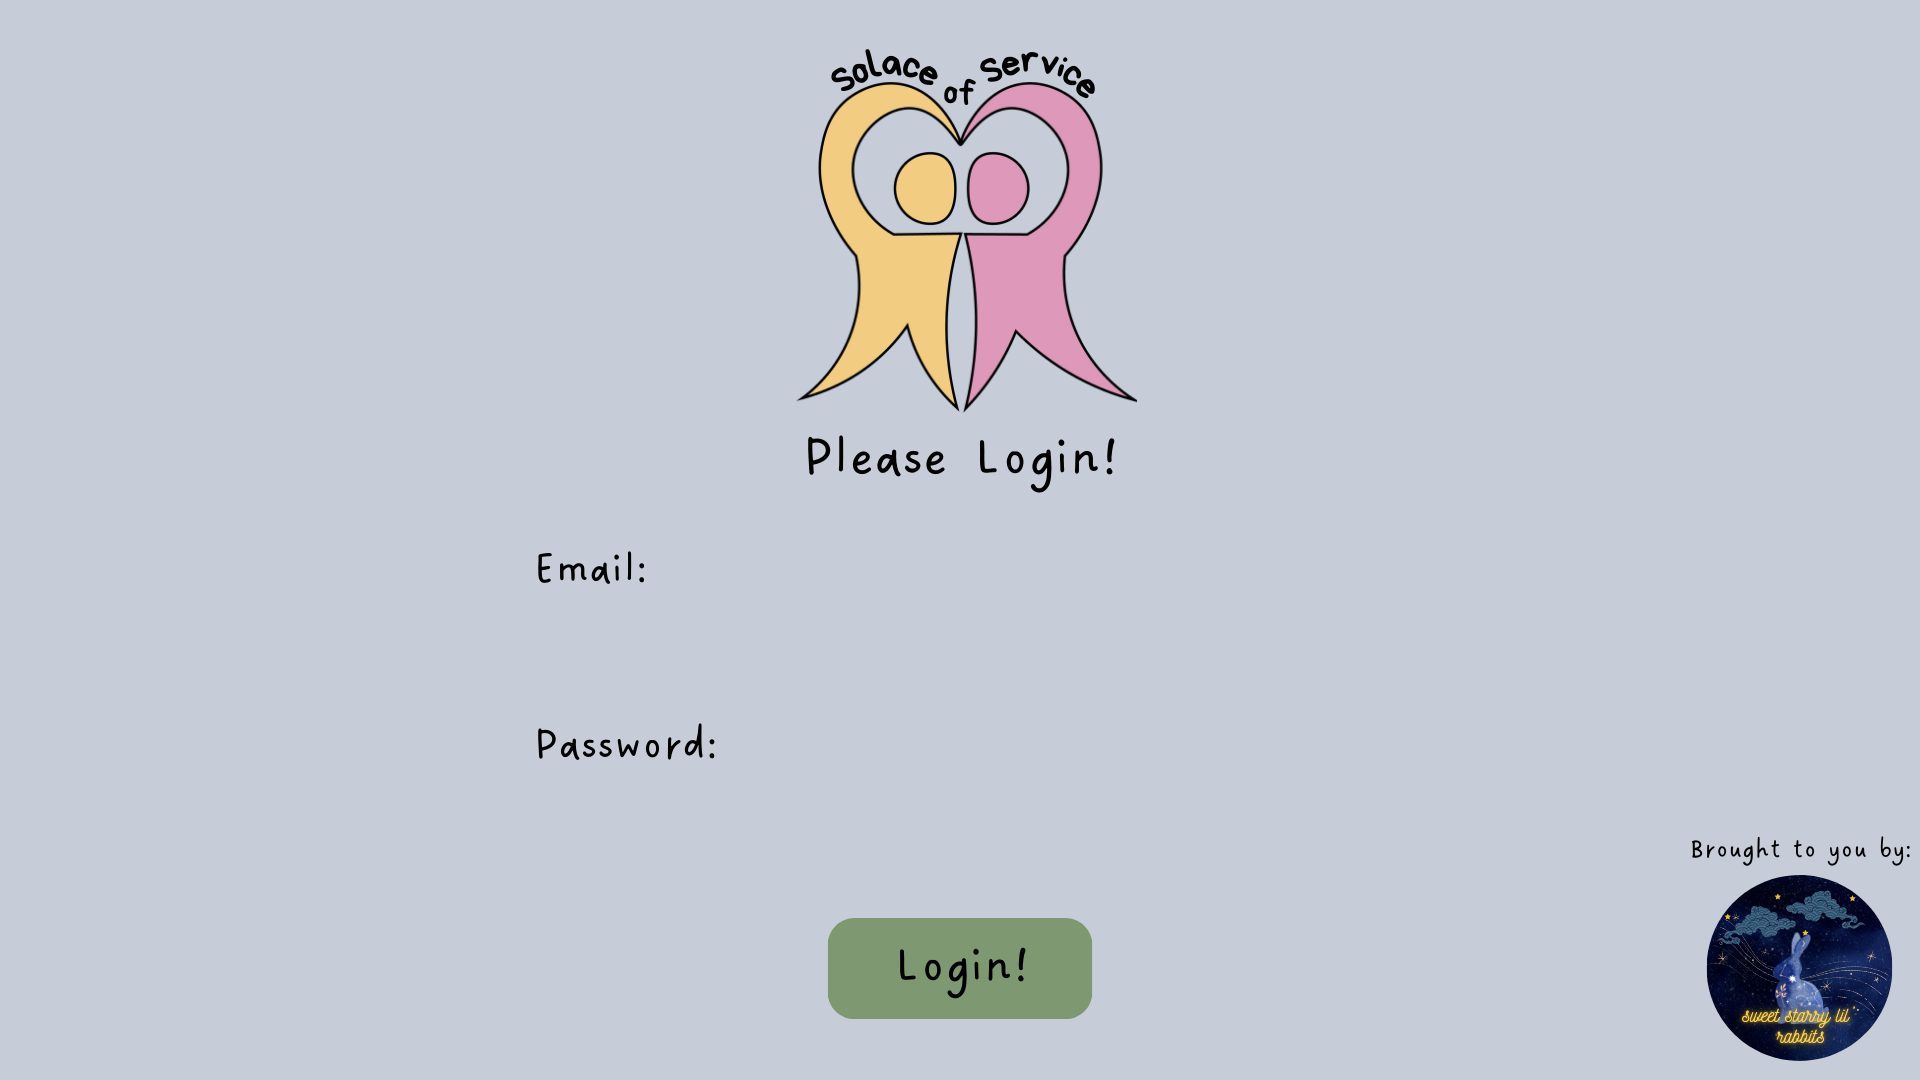 Solace of Service
Please Login!
Email:
Password:
Brought to you by:
Login!
sweet starry lil
rabbits